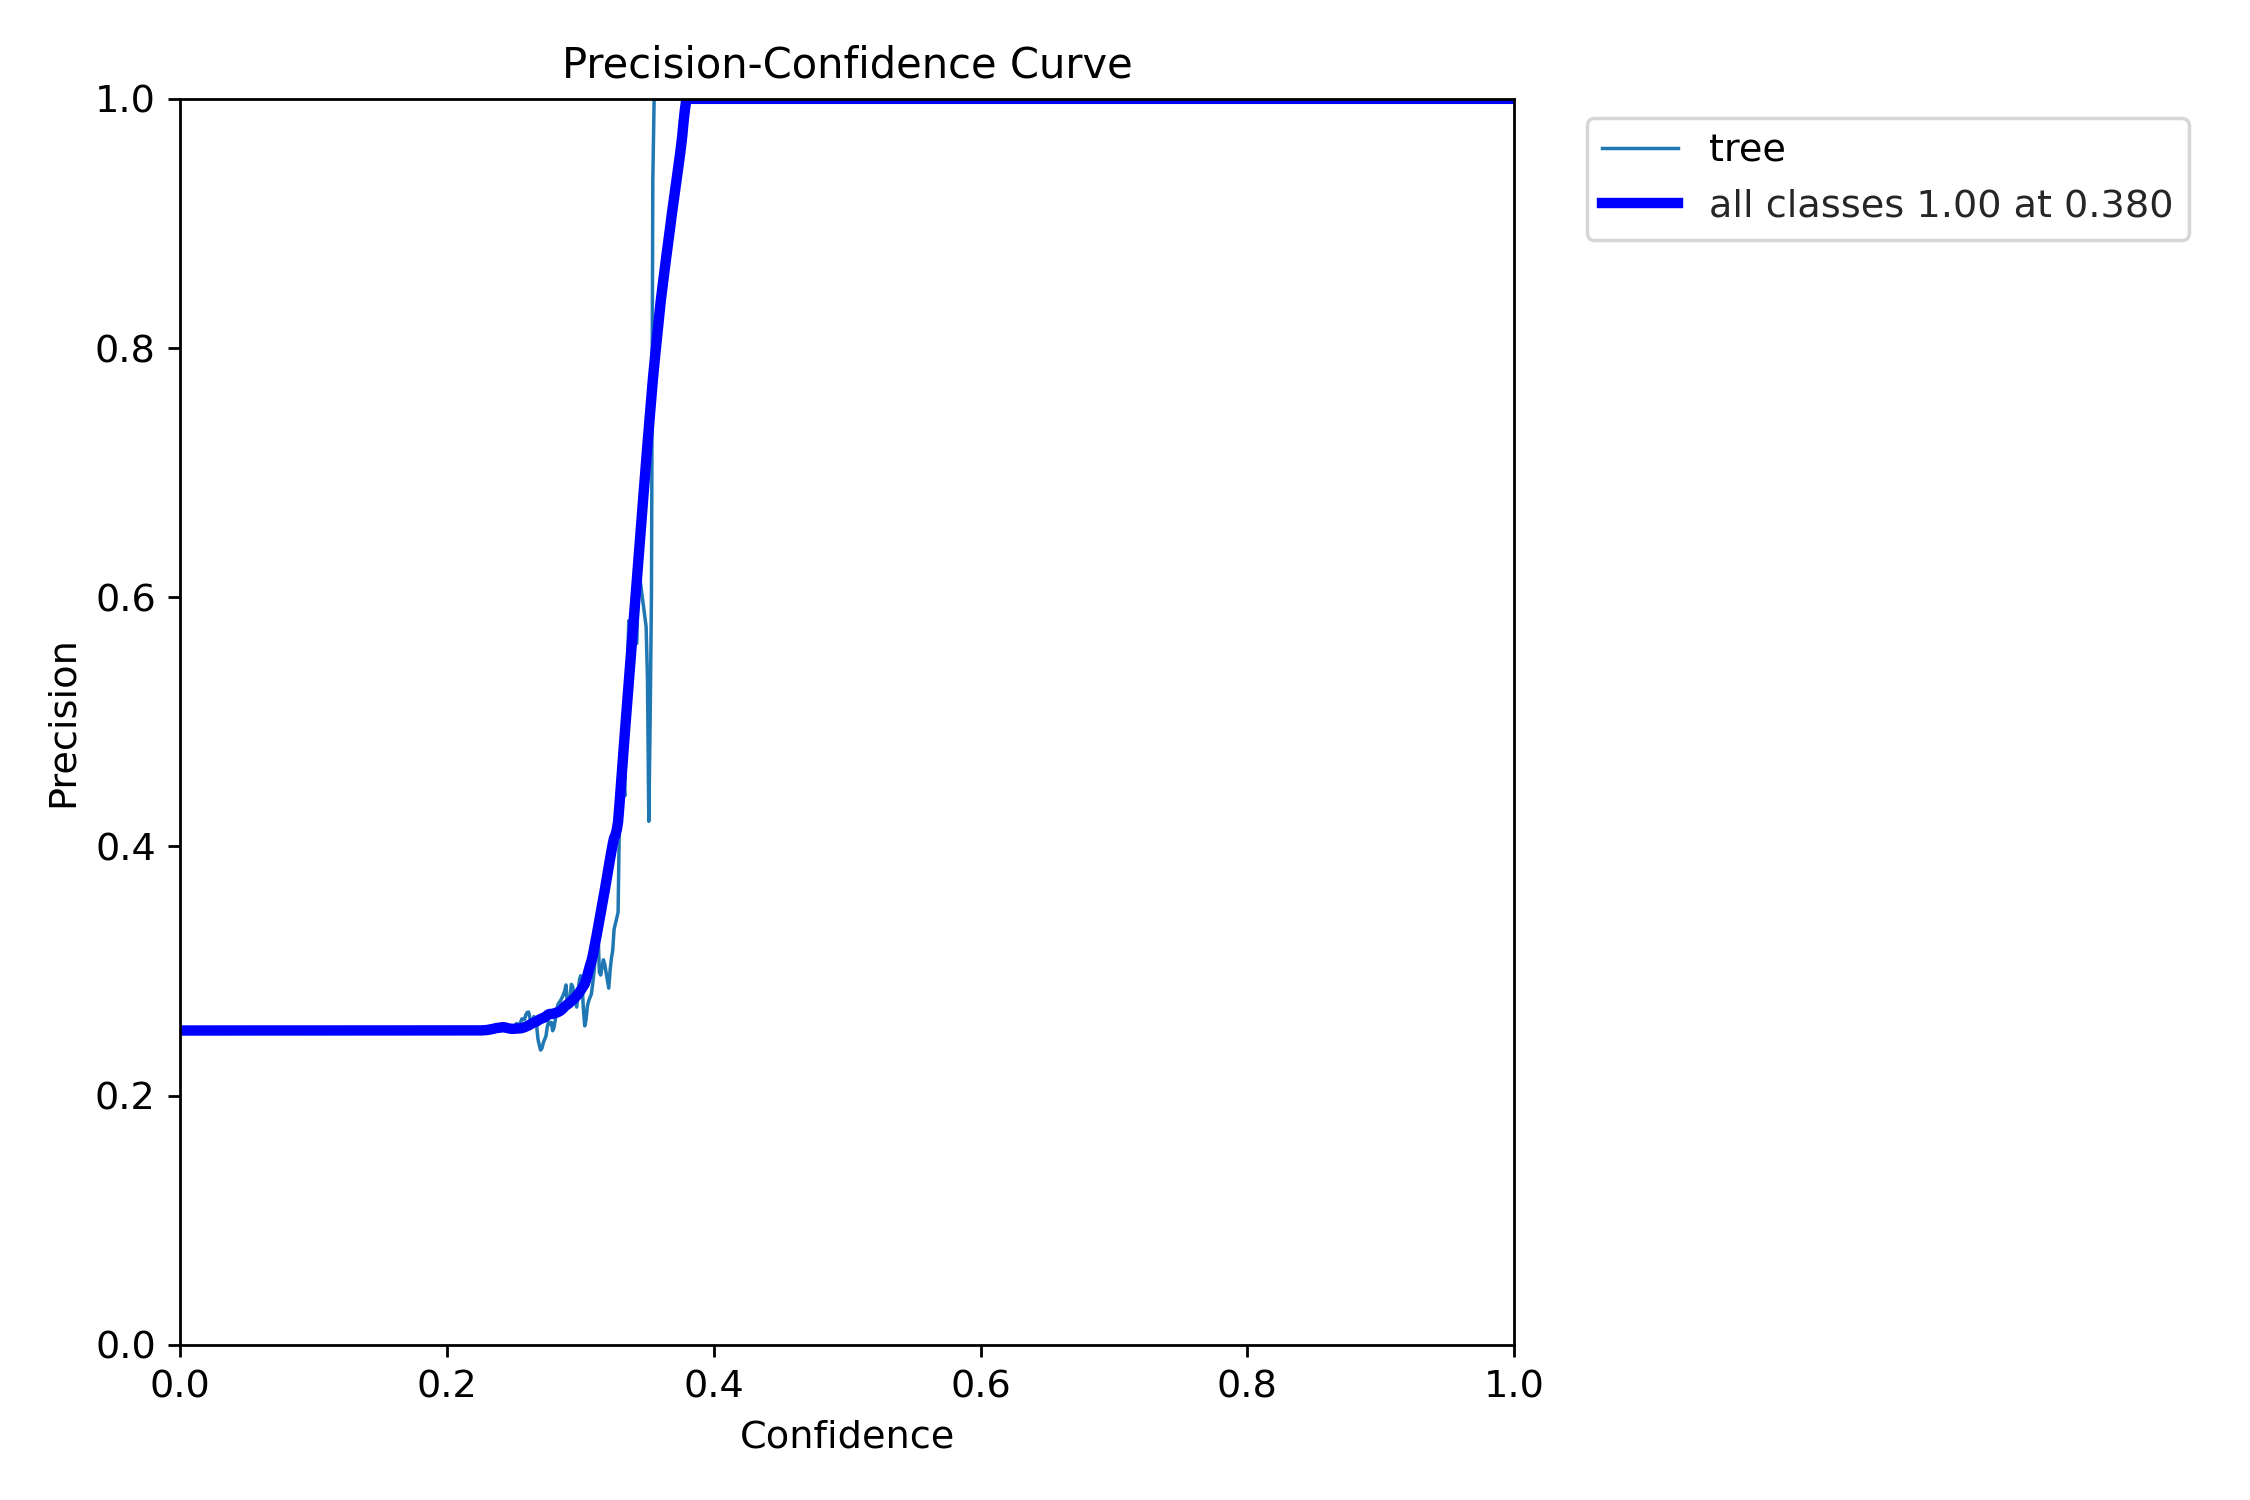 Precision-Confidence Curve
tree
all classes 1.00 at 0.380
Precision
1.0
0.8
0.6
0.4
0.2
0.0
0.0 0.2 0.4 0.6 0.8 1.0
Confidence